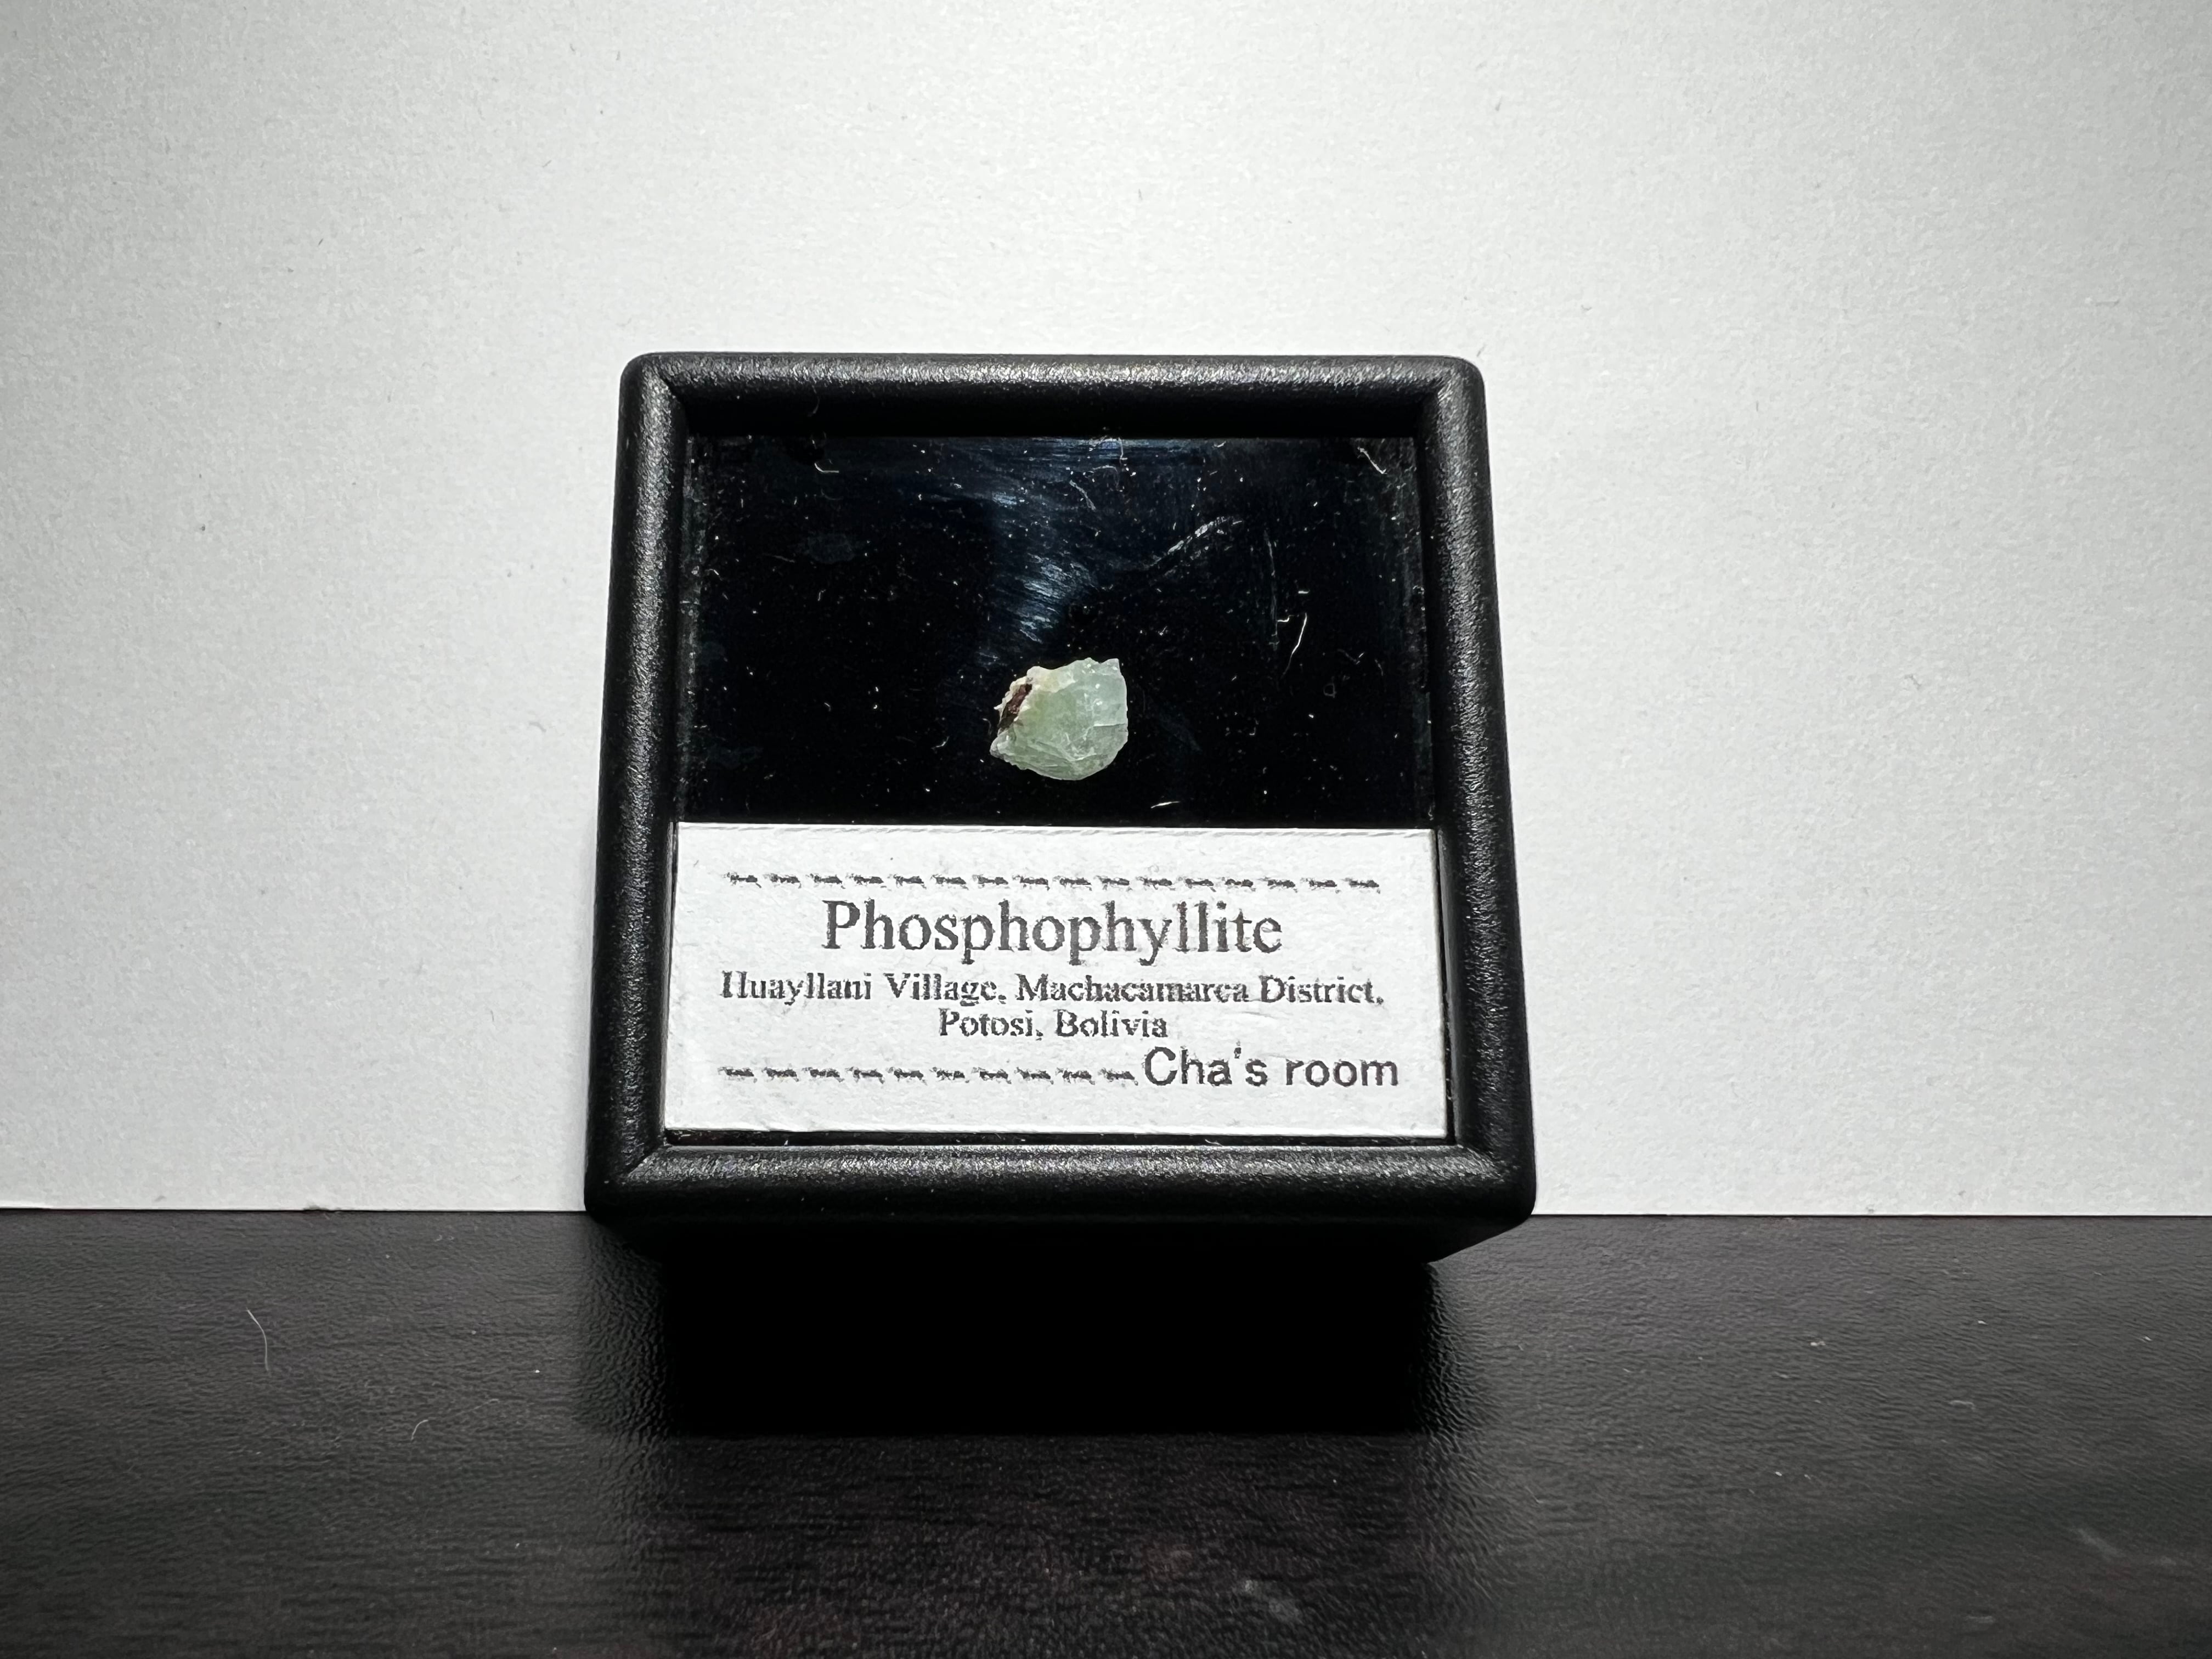 Phosphophyllite
Huayllani Village, Machacamarca District,
Potosi, Bolivia
Cha's room